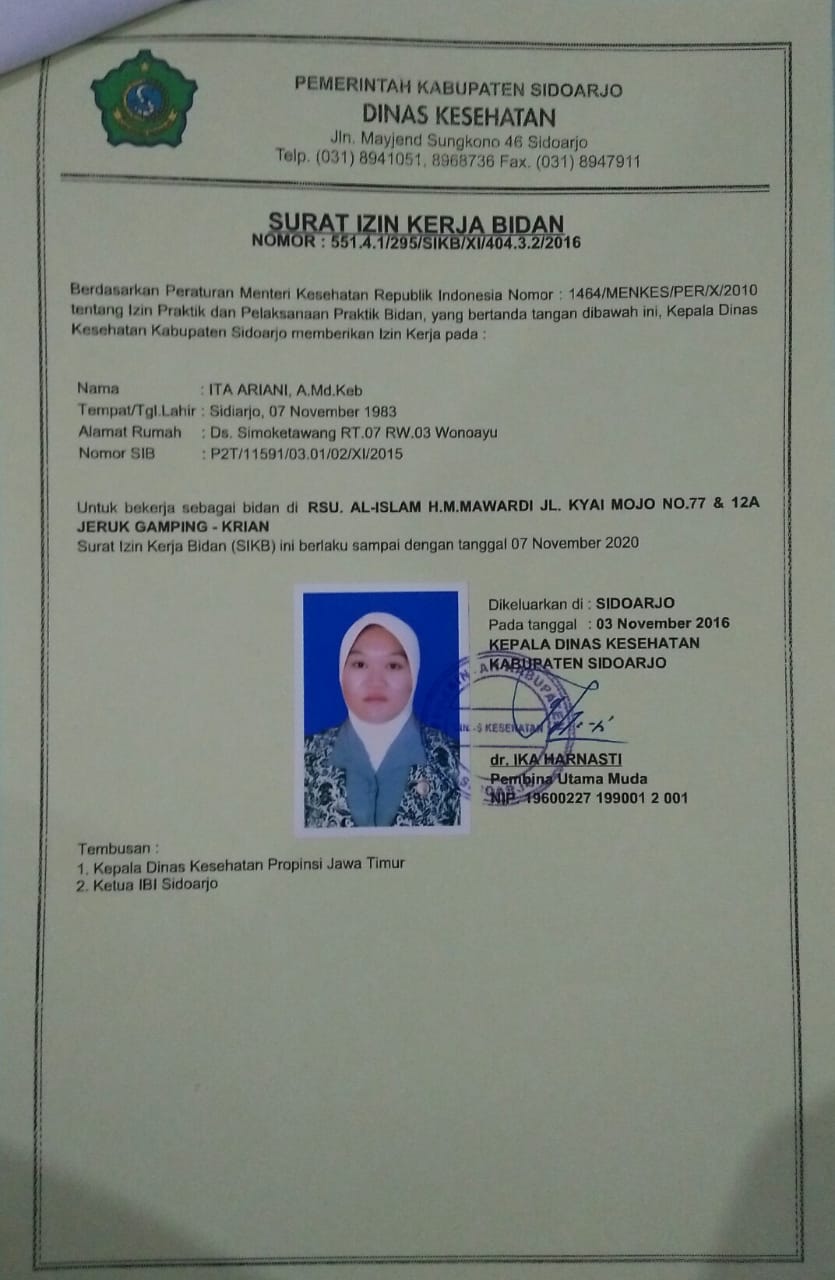 PEMERINTAH KABUPATEN SIDOARJO
DINAS KESEHATAN
Jln. Mayjend Sungkono 46 Sidoarjo
Telp. (031) 8941051, 8968736 Fax. (031) 8947911
SURAT IZIN KERJA BIDAN
NOMOR : 551.4.1/295/SIKB/XI/404.3.2/2016
Berdasarkan Peraturan Menteri Kesehatan Republik Indonesia Nomor : 1464/MENKES/PER/X/2010
tentang Izin Praktik dan Pelaksanaan Praktik Bidan, yang bertanda tangan dibawah ini, Kepala Dinas
Kesehatan Kabupaten Sidoarjo memberikan Izin Kerja pada :
Nama : ITA ARIANI, A.Md.Keb
Tempat/Tgl.Lahir : Sidiarjo, 07 November 1983
Alamat Rumah : Ds. Simoketawang RT.07 RW.03 Wonoayu
Nomor SIB : P2T/11591/03.01/02/XI/2015
Untuk bekerja sebagai bidan di RSU. AL-ISLAM H.M.MAWARDI JL. KYAI MOJO NO.77 & 12A
JERUK GAMPING - KRIAN
Surat Izin Kerja Bidan (SIKB) ini berlaku sampai dengan tanggal 07 November 2020
Dikeluarkan di : SIDOARJO
Pada tanggal : 03 November 2016
KEPALA DINAS KESEHATAN
KABUPATEN SIDOARJO
dr. IKA HARNASTI
Pembina Utama Muda
NIP. 19600227 199001 2 001
Tembusan :
1. Kepala Dinas Kesehatan Propinsi Jawa Timur
2. Ketua IBI Sidoarjo